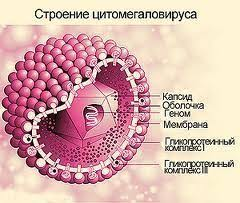 Строение цитомегаловируса
Капсид
Оболочка
Геном
Мембрана
Гликопротеинный
комплекс I
Гликопротеинный
комплекс III